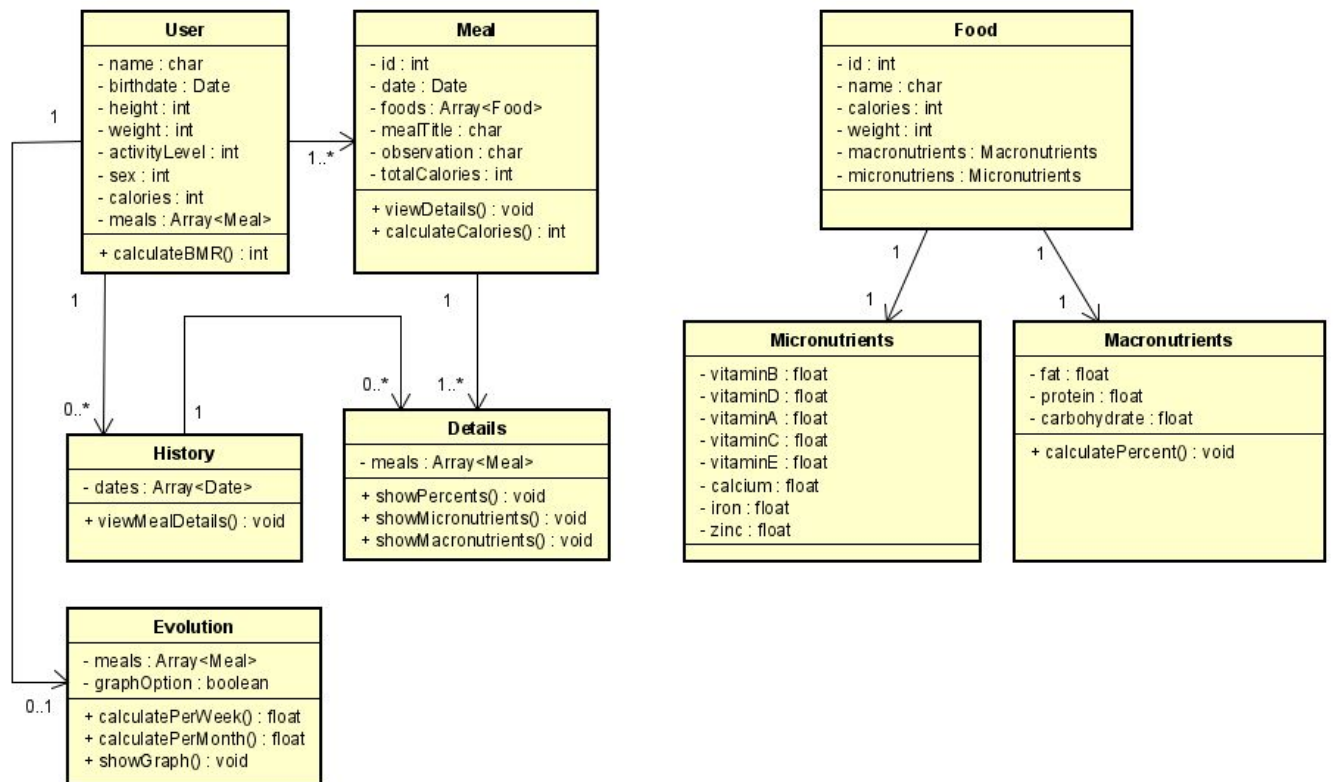 User
- name : char
- birthdate : Date
- height : int
- weight : int
- activityLevel : int
- sex : int
- calories : int
- meals : Array<Meal>
+ calculateBMR() : int
1
1..*
Meal
- id : int
- date : Date
- foods : Array<Food>
- mealTitle : char
- observation : char
- totalCalories : int
+ viewDetails() : void
+ calculateCalories() : int
Food
- id : int
- name : char
- calories : int
- weight : int
- macronutrients : Macronutrients
- micronutriens : Micronutrients
1
1
1
1
1
1
Micronutrients
- vitaminB : float
- vitaminD : float
- vitaminA : float
- vitaminC : float
- vitaminE : float
- calcium : float
- iron : float
- zinc : float
Macronutrients
- fat : float
- protein : float
- carbohydrate : float
+ calculatePercent() : void
0..*
1
0..*
1..*
History
- dates : Array<Date>
+ viewMealDetails() : void
Details
- meals : Array<Meal>
+ showPercents() : void
+ showMicronutrients() : void
+ showMacronutrients() : void
Evolution
- meals : Array<Meal>
- graphOption : boolean
+ calculatePerWeek() : float
+ calculatePerMonth() : float
+ showGraph() : void
0..1